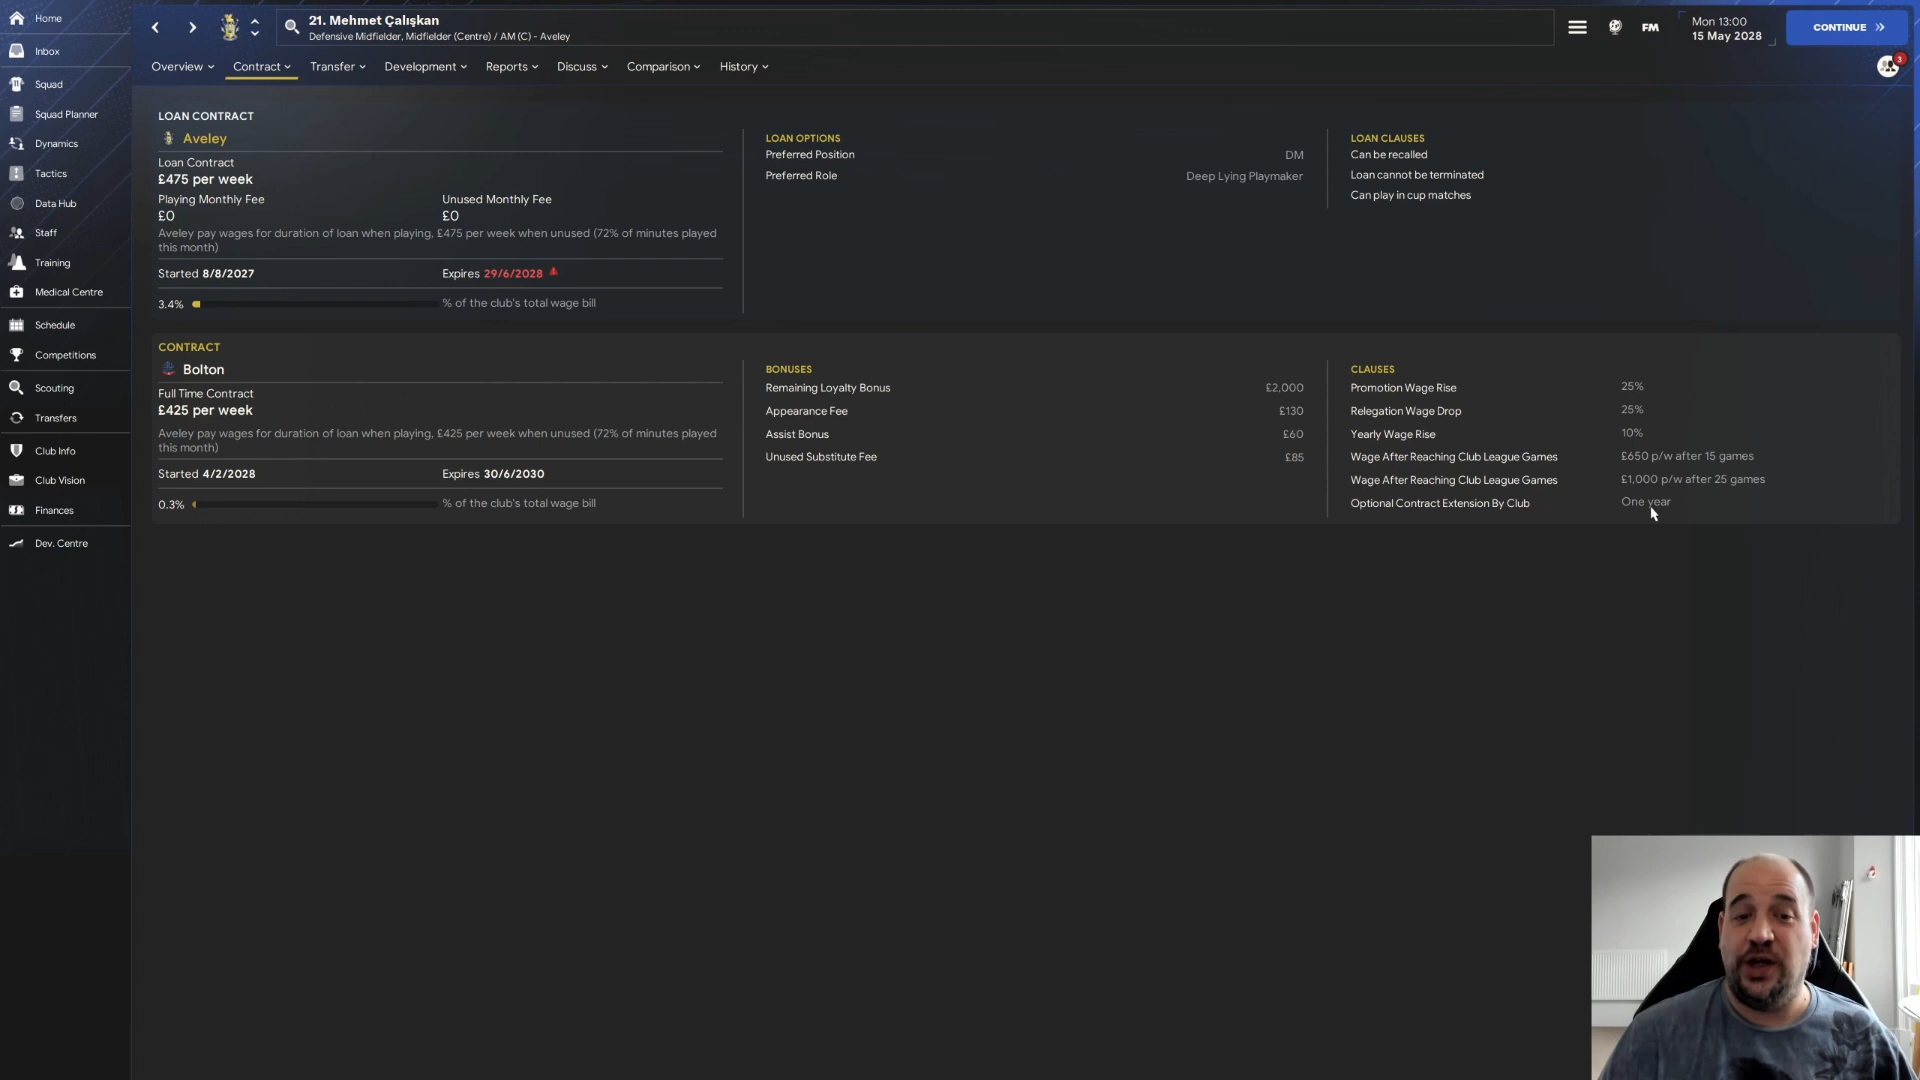 Home
Inbox
Squad
Squad Planner
Dynamics
Tactics
Data Hub
Staff
Training
Medical Centre
Schedule
Competitions
Scouting
Transfers
Club Info
Club Vision
Finances
Dev. Centre
21. Mehmet Çalışkan
Defensive Midfielder, Midfielder (Centre) / AM (C) - Aveley
FM
Mon 13:00
15 May 2028
CONTINUE
3
Overview
Contract
Transfer
Development
Reports
Discuss
Comparison
History
LOAN CONTRACT
Aveley
Loan Contract
£475 per week
Playing Monthly Fee Unused Monthly Fee
£0 £0
Aveley pay wages for duration of loan when playing, £475 per week when unused (72% of minutes played
this month)
Started 8/8/2027 Expires 29/6/2028
3.4% % of the club's total wage bill
LOAN OPTIONS
Preferred Position DM
Preferred Role Deep Lying Playmaker
LOAN CLAUSES
Can be recalled
Loan cannot be terminated
Can play in cup matches
CONTRACT
Bolton
Full Time Contract
£425 per week
Aveley pay wages for duration of loan when playing, £425 per week when unused (72% of minutes played
this month)
Started 4/2/2028 Expires 30/6/2030
0.3% % of the club's total wage bill
BONUSES
Remaining Loyalty Bonus £2,000
Appearance Fee £130
Assist Bonus £60
Unused Substitute Fee £85
CLAUSES
Promotion Wage Rise 25%
Relegation Wage Drop 25%
Yearly Wage Rise 10%
Wage After Reaching Club League Games £650 p/w after 15 games
Wage After Reaching Club League Games £1,000 p/w after 25 games
Optional Contract Extension By Club One year